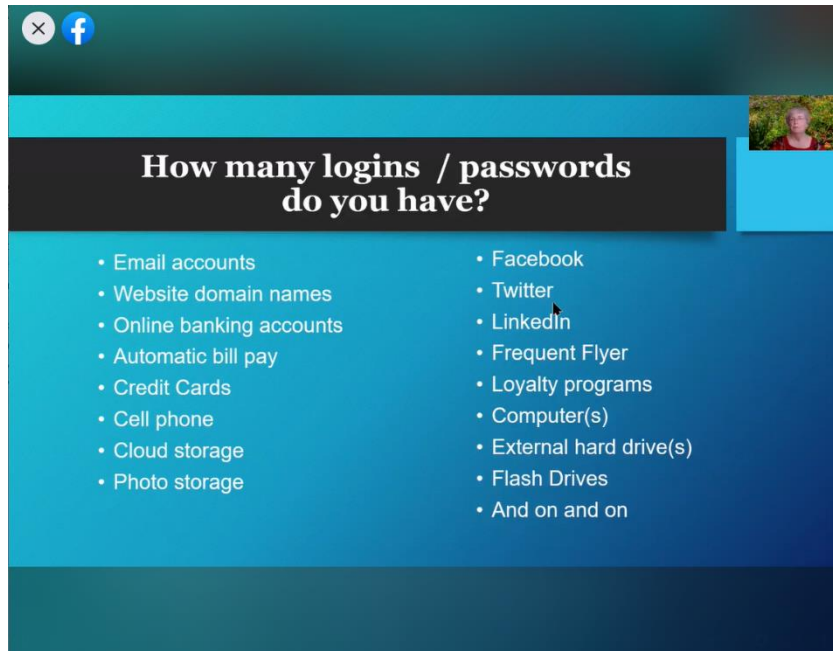 How many logins / passwords
do you have?
• Email accounts
• Website domain names
• Online banking accounts
• Automatic bill pay
• Credit Cards
• Cell phone
• Cloud storage
• Photo storage
• Facebook
• Twitter
• LinkedIn
• Frequent Flyer
• Loyalty programs
• Computer(s)
• External hard drive(s)
• Flash Drives
• And on and on